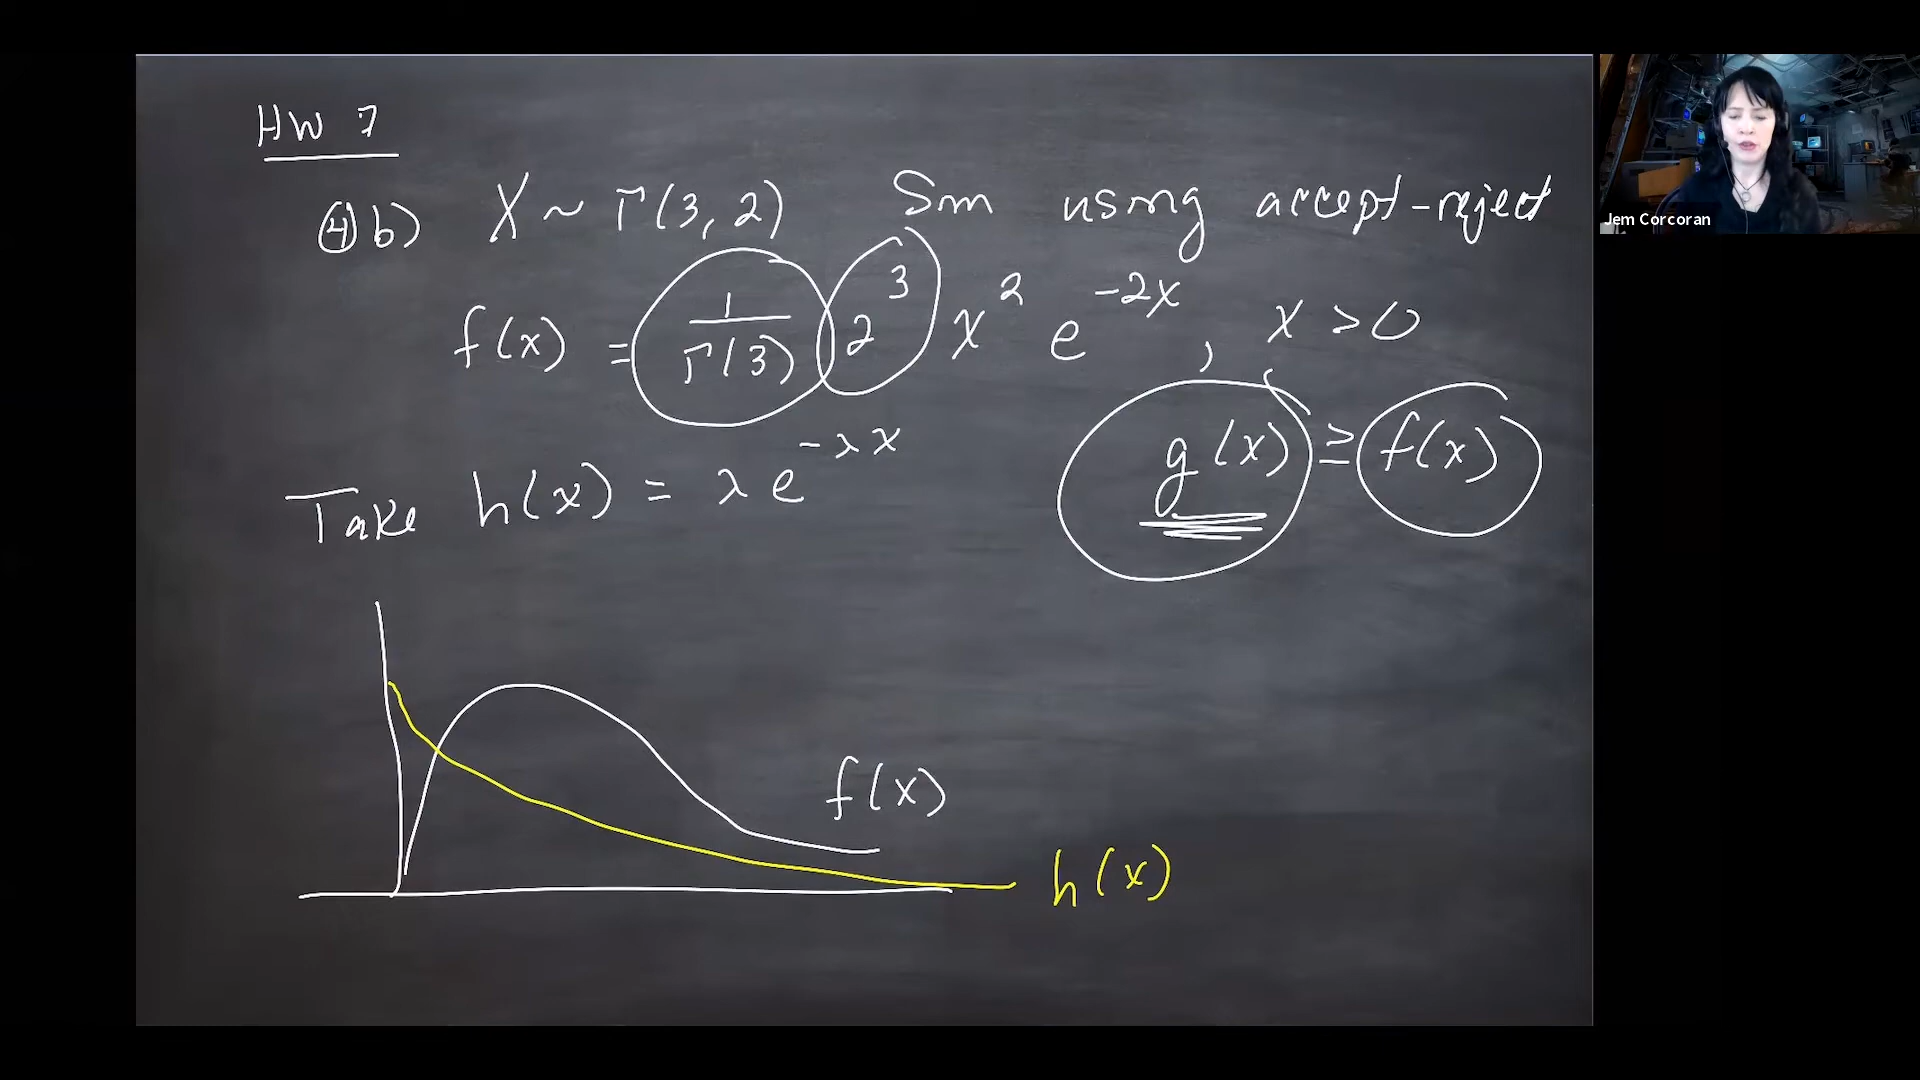 HW 7
④ b) X ~ Γ(3, 2) Sim using accept-reject
f(x) = 1/Γ(3) 2^3 x^2 e^{-2x}, x > 0
g(x) ≥ f(x)
Take h(x) = λ e^{-λx}
f(x)
h(x)
Jem Corcoran